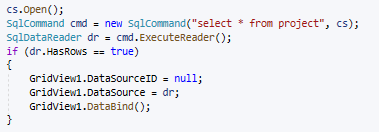 cs.Open();
SqlCommand cmd = new SqlCommand("select * from project", cs);
SqlDataReader dr = cmd.ExecuteReader();
if (dr.HasRows == true)
{
GridView1.DataSourceID = null;
GridView1.DataSource = dr;
GridView1.DataBind();
}